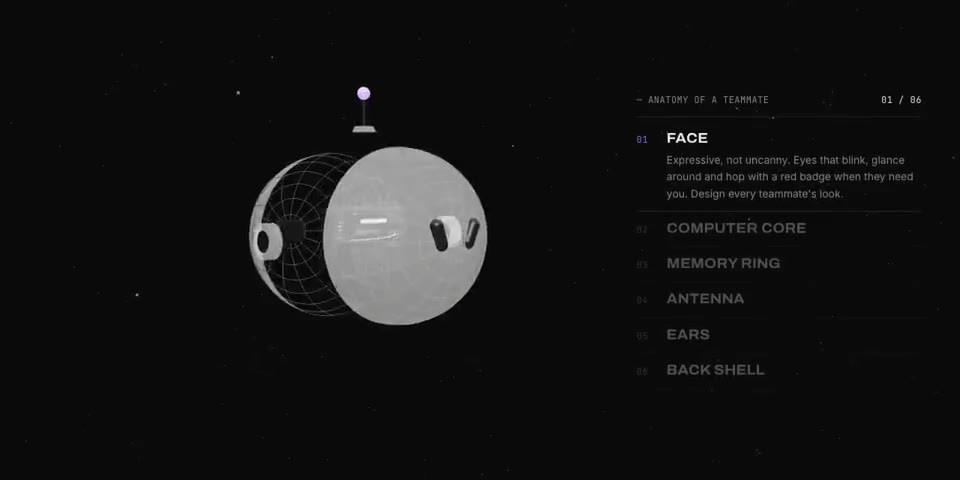 — ANATOMY OF A TEAMMATE 01 / 06
01 FACE
Expressive, not uncanny. Eyes that blink, glance
around and hop with a red badge when they need
you. Design every teammate's look.
02 COMPUTER CORE
03 MEMORY RING
04 ANTENNA
05 EARS
06 BACK SHELL